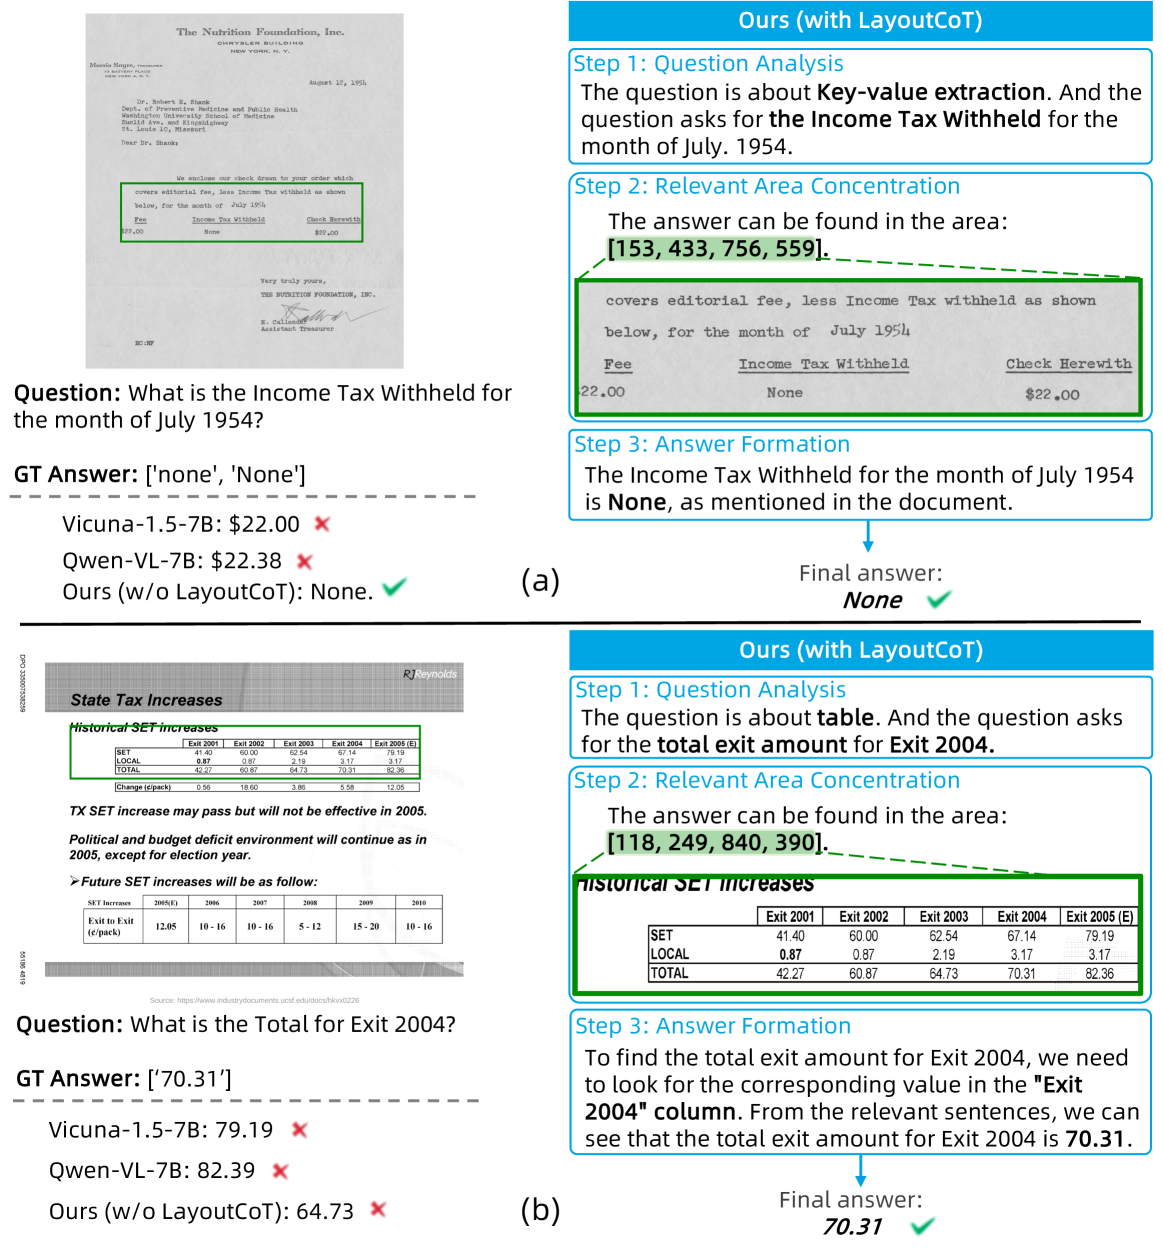 The Nutrition Foundation, Inc.
CHRYSLER BUILDING
NEW YORK, N. Y.
Morris Sayre, TREASURER
17 BATTERY PLACE
NEW YORK 4, N. Y.
August 12, 1954
Dr. Robert E. Shank
Dept. of Preventive Medicine and Public Health
Washington University School of Medicine
Euclid Ave. and Kingshighway
St. Louis 10, Missouri
Dear Dr. Shank:
We enclose our check drawn to your order which
covers editorial fee, less Income Tax withheld as shown
below, for the month of July 1954
Fee Income Tax Withheld Check Herewith
$22.00 None $22.00
Very truly yours,
THE NUTRITION FOUNDATION, INC.
H. Callender
Assistant Treasurer
HC:NF
Question: What is the Income Tax Withheld for
the month of July 1954?
GT Answer: ['none', 'None']
Vicuna-1.5-7B: $22.00
Qwen-VL-7B: $22.38
Ours (w/o LayoutCoT): None.
(a)
Ours (with LayoutCoT)
Step 1: Question Analysis
The question is about Key-value extraction. And the
question asks for the Income Tax Withheld for the
month of July. 1954.
Step 2: Relevant Area Concentration
The answer can be found in the area:
[153, 433, 756, 559].
covers editorial fee, less Income Tax withheld as shown
below, for the month of July 1954
Fee Income Tax Withheld Check Herewith
22.00 None $22.00
Step 3: Answer Formation
The Income Tax Withheld for the month of July 1954
is None, as mentioned in the document.
Final answer:
None
DPO 335007538259
RJReynolds
State Tax Increases
Historical SET increases
Exit 2001 Exit 2002 Exit 2003 Exit 2004 Exit 2005 (E)
SET 41.40 60.00 62.54 67.14 79.19
LOCAL 0.87 0.87 2.19 3.17 3.17
TOTAL 42.27 60.87 64.73 70.31 82.36
Change (¢/pack) 0.56 18.60 3.86 5.58 12.05
TX SET increase may pass but will not be effective in 2005.
Political and budget deficit environment will continue as in
2005, except for election year.
➢Future SET increases will be as follow:
SET Increases 2005(E) 2006 2007 2008 2009 2010
Exit to Exit
(¢/pack) 12.05 10 - 16 10 - 16 5 - 12 15 - 20 10 - 16
55186 4819
Source: https://www.industrydocuments.ucsf.edu/docs/hkvx0226
Question: What is the Total for Exit 2004?
GT Answer: ['70.31']
Vicuna-1.5-7B: 79.19
Qwen-VL-7B: 82.39
Ours (w/o LayoutCoT): 64.73
(b)
Ours (with LayoutCoT)
Step 1: Question Analysis
The question is about table. And the question asks
for the total exit amount for Exit 2004.
Step 2: Relevant Area Concentration
The answer can be found in the area:
[118, 249, 840, 390].
Historical SET increases
Exit 2001 Exit 2002 Exit 2003 Exit 2004 Exit 2005 (E)
SET 41.40 60.00 62.54 67.14 79.19
LOCAL 0.87 0.87 2.19 3.17 3.17
TOTAL 42.27 60.87 64.73 70.31 82.36
Step 3: Answer Formation
To find the total exit amount for Exit 2004, we need
to look for the corresponding value in the "Exit
2004" column. From the relevant sentences, we can
see that the total exit amount for Exit 2004 is 70.31.
Final answer:
70.31